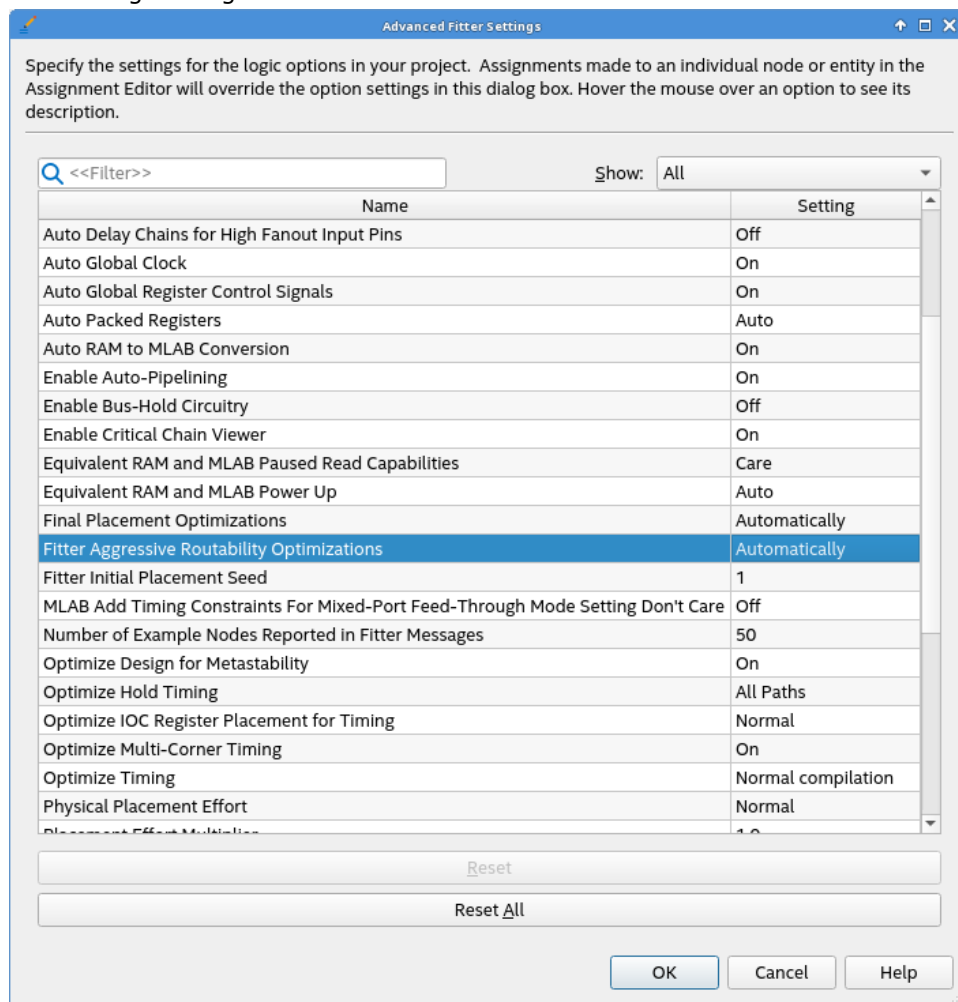 Advanced Fitter Settings
Specify the settings for the logic options in your project. Assignments made to an individual node or entity in the
Assignment Editor will override the option settings in this dialog box. Hover the mouse over an option to see its
description.
<<Filter>>
Show: All
Name Setting
Auto Delay Chains for High Fanout Input Pins Off
Auto Global Clock On
Auto Global Register Control Signals On
Auto Packed Registers Auto
Auto RAM to MLAB Conversion On
Enable Auto-Pipelining On
Enable Bus-Hold Circuitry Off
Enable Critical Chain Viewer On
Equivalent RAM and MLAB Paused Read Capabilities Care
Equivalent RAM and MLAB Power Up Auto
Final Placement Optimizations Automatically
Fitter Aggressive Routability Optimizations Automatically
Fitter Initial Placement Seed 1
MLAB Add Timing Constraints For Mixed-Port Feed-Through Mode Setting Don't Care Off
Number of Example Nodes Reported in Fitter Messages 50
Optimize Design for Metastability On
Optimize Hold Timing All Paths
Optimize IOC Register Placement for Timing Normal
Optimize Multi-Corner Timing On
Optimize Timing Normal compilation
Physical Placement Effort Normal
Placement Effort Multiplier 1.0
Reset
Reset All
OK Cancel Help